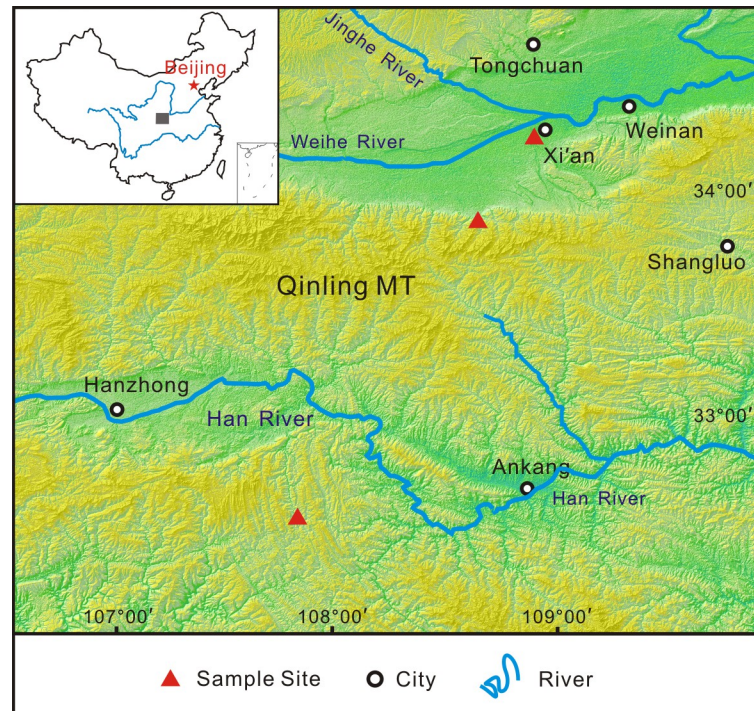 Beijing
Jinghe River
Tongchuan
Weihe River
Weinan
Xi'an
34°00′
Shangluo
Qinling MT
Hanzhong
Han River
33°00′
Ankang
Han River
107°00′
108°00′
109°00′
Sample Site
City
River